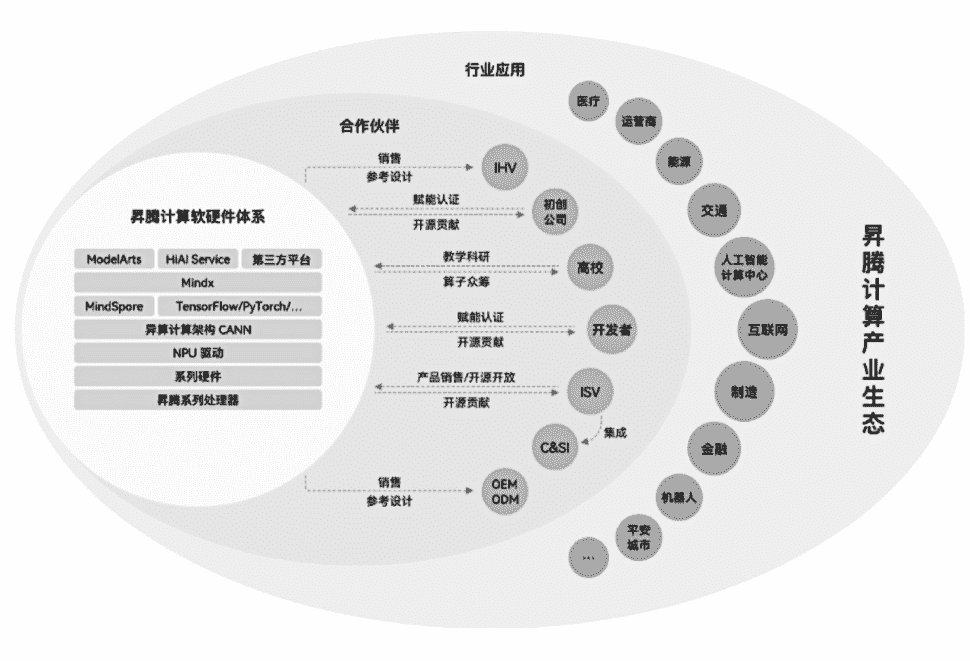 行业应用
合作伙伴
昇腾计算软硬件体系
ModelArts
HiAI Service
第三方平台
Mindx
MindSpore
TensorFlow/PyTorch/...
异算计算架构 CANN
NPU 驱动
系列硬件
昇腾系列处理器
销售
参考设计
IHV
赋能认证
开源贡献
初创
公司
教学科研
算子众筹
高校
赋能认证
开源贡献
开发者
产品销售/开源开放
开源贡献
ISV
集成
C&SI
销售
参考设计
OEM
ODM
医疗
运营商
能源
交通
人工智能
计算中心
互联网
制造
金融
机器人
平安
城市
...
昇腾计算产业生态